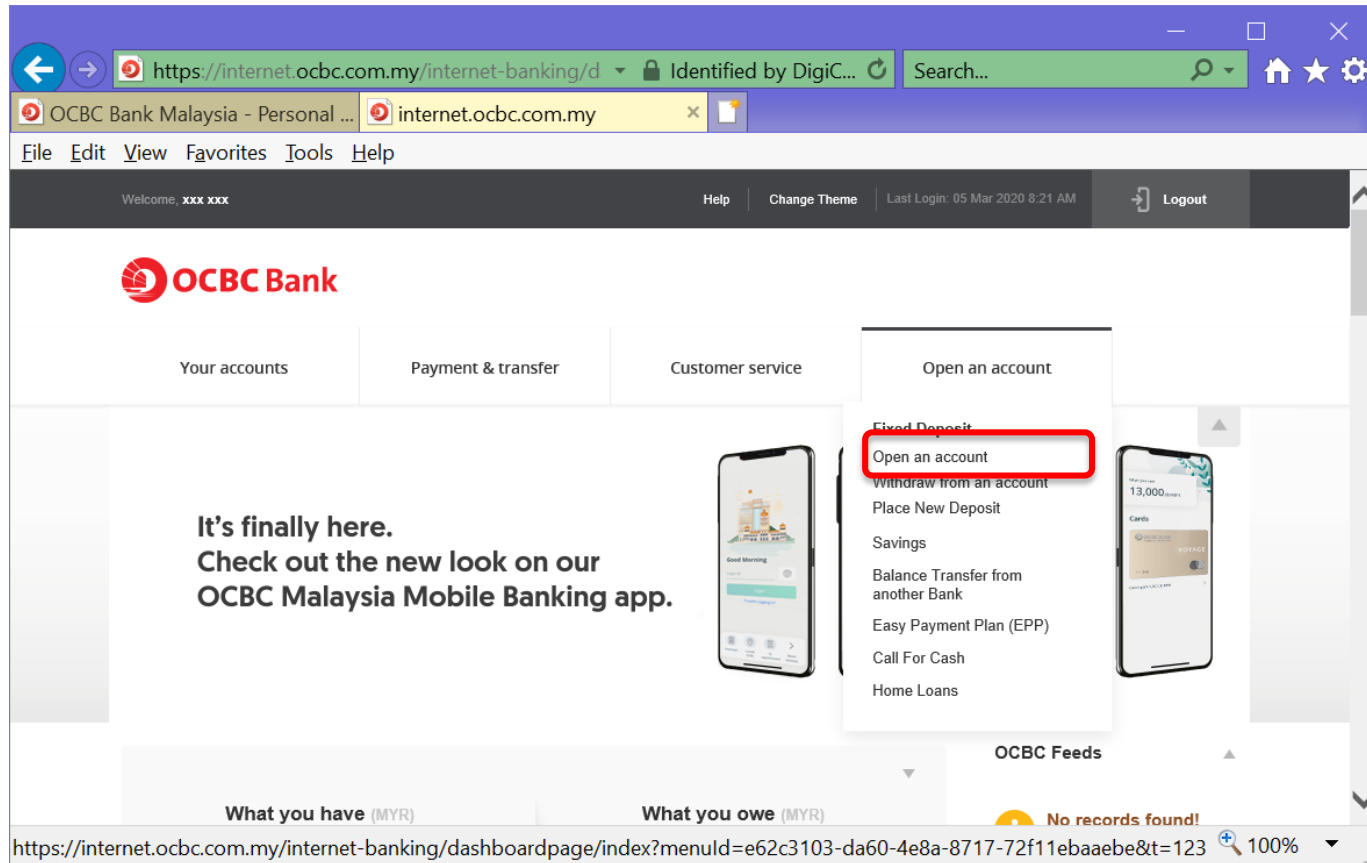 https://internet.ocbc.com.my/internet-banking/d
Identified by DigiC...
Search...
OCBC Bank Malaysia - Personal ...
internet.ocbc.com.my
File Edit View Favorites Tools Help
Welcome, xxx xxx
Help
Change Theme
Last Login: 05 Mar 2020 8:21 AM
Logout
OCBC Bank
Your accounts
Payment & transfer
Customer service
Open an account
Fixed Deposit
Open an account
Withdraw from an account
Place New Deposit
Savings
Balance Transfer from
another Bank
Easy Payment Plan (EPP)
Call For Cash
Home Loans
It's finally here.
Check out the new look on our
OCBC Malaysia Mobile Banking app.
Good Morning
13,000
Cards
VOYAGE
OCBC Feeds
What you have (MYR)
What you owe (MYR)
No records found!
https://internet.ocbc.com.my/internet-banking/dashboardpage/index?menuId=e62c3103-da60-4e8a-8717-72f11ebaaebe&t=123
100%